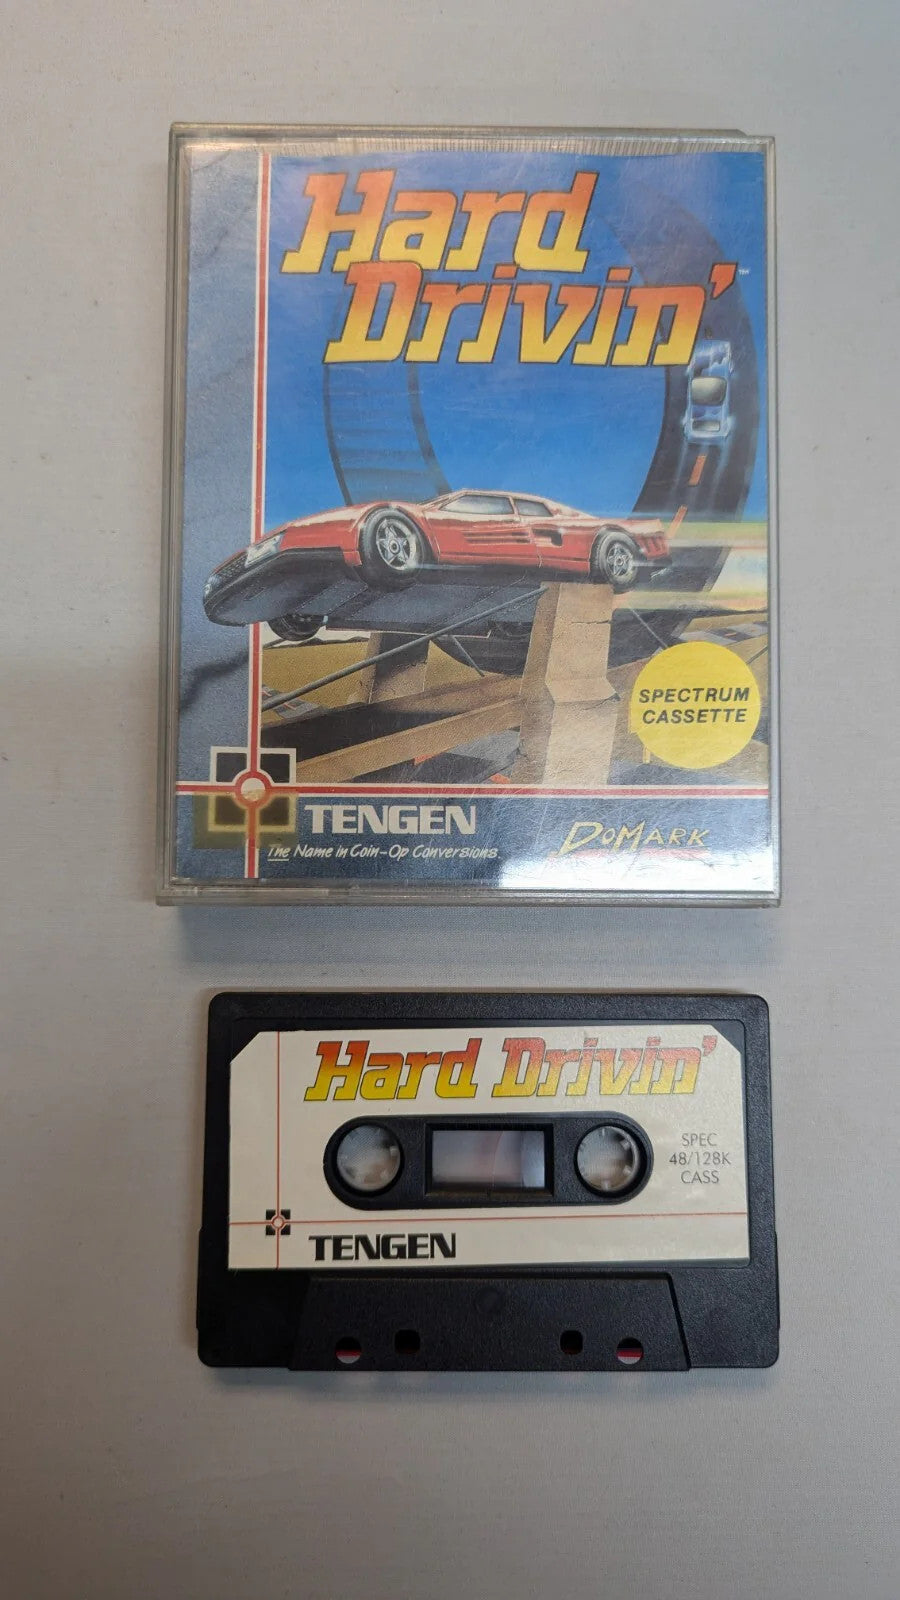 Hard
Drivin'™
SPECTRUM
CASSETTE
TENGEN
The Name in Coin-Op Conversions.
DOMARK
Hard Drivin'
SPEC
48/128K
CASS
TENGEN